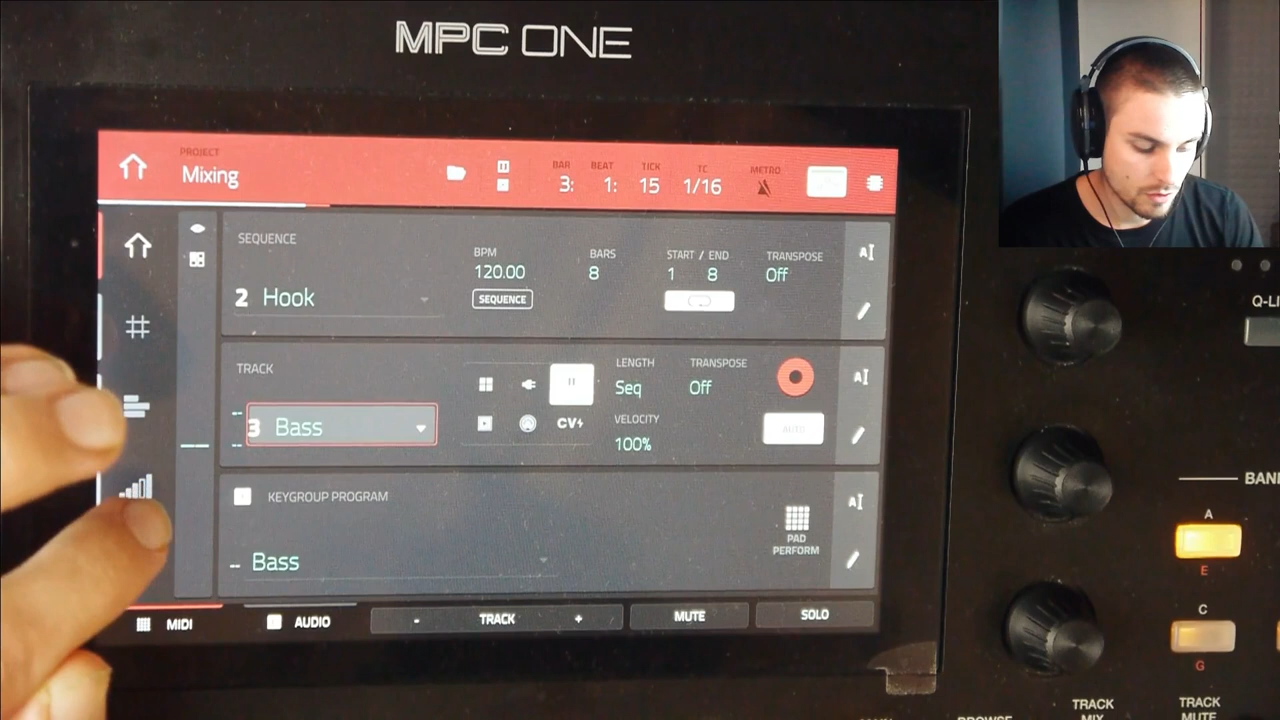 MPC ONE
PROJECT
Mixing
BAR BEAT TICK TC METRO
3: 1: 15 1/16
SEQUENCE
2 Hook
BPM BARS START / END TRANSPOSE
120.00 8 1 8 Off
SEQUENCE
TRACK
3 Bass
LENGTH TRANSPOSE
Seq Off
CV
VELOCITY
100%
AUTO
KEYGROUP PROGRAM
-- Bass
PAD
PERFORM
MIDI AUDIO - TRACK + MUTE SOLO
Q-LI
BAN
A
E
C
G
BROWSE
TRACK
MIX
TRACK
MUTE